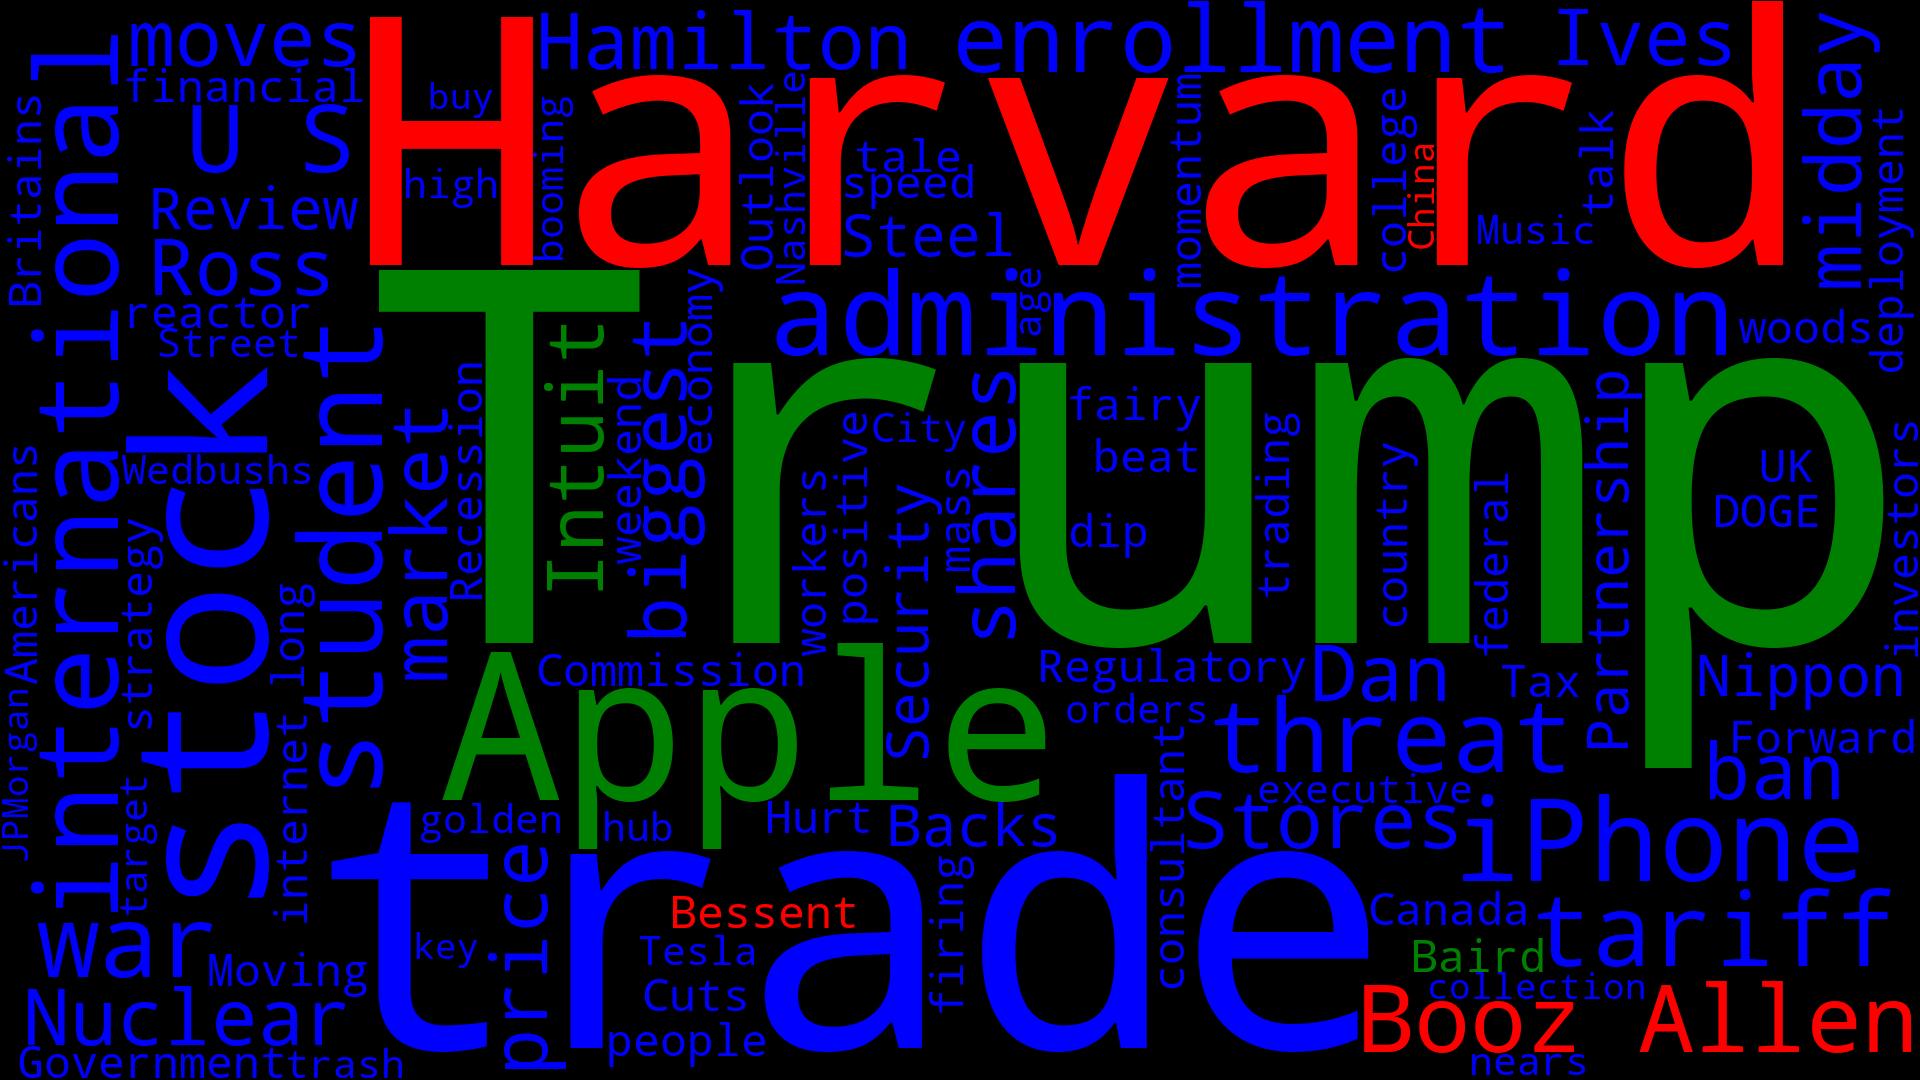 moves
Hamilton
enrollment
Ives
financial
buy
Harvard
midday
U S
high
booming
Outlook
Nashville
tale
speed
Steel
momentum
college
China
Music
talk
deployment
Britains
international
Review
Ross
reactor
Street
economy
administration
age
woods
stock
student
market
Recession
Trump
Intuit
weekend
biggest
City
workers
positive
Security
mass
shares
fairy
beat
dip
trading
country
federal
Partnership
UK
DOGE
investors
Wedbushs
Americans
strategy
long
JPMorgan
target
internet
Commission
Apple
Regulatory
orders
Dan
Tax
Nippon
threat
Forward
ban
executive
Stores
iPhone
golden
hub
Hurt
Backs
consultant
price
trade
war
Moving
key
Bessent
Tesla
Cuts
people
firing
Canada
tariff
Baird
collection
Booz Allen
nears
Nuclear
Government
trash